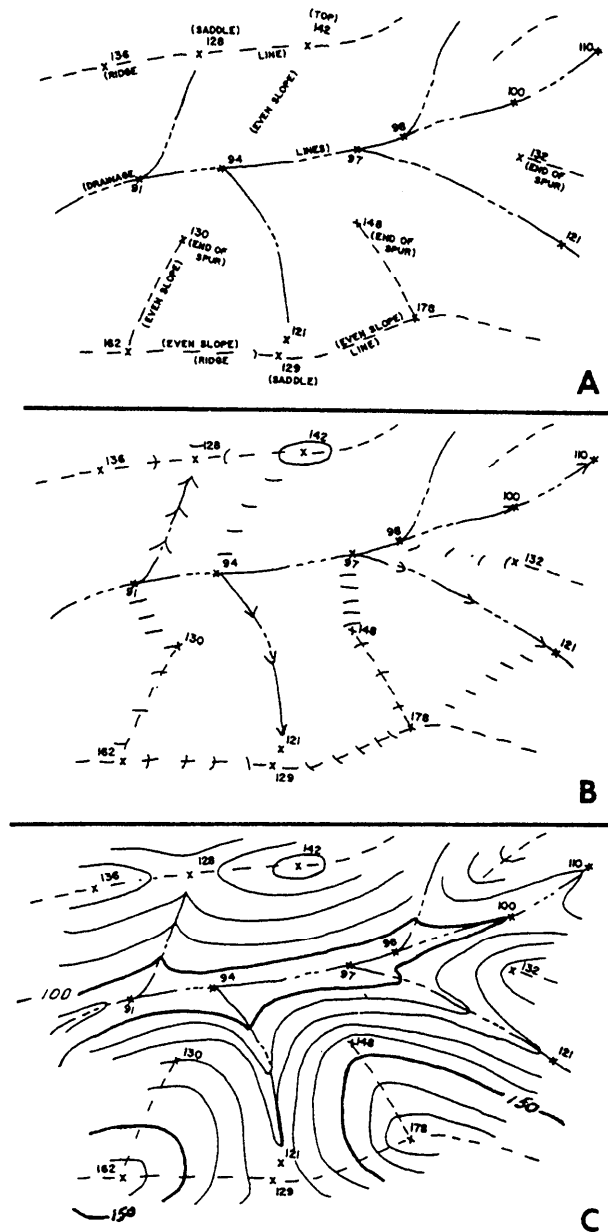 (TOP)
142
(SADDLE)
128
LINE)
136
(RIDGE
110
100
(EVEN SLOPE)
98
LINES)
97
94
(DRAINAGE
91
132
(END OF
SPUR)
130
(END OF
SPUR)
148
(END OF
SPUR)
121
(EVEN SLOPE)
178
121
(EVEN SLOPE)
LINE)
162
(EVEN SLOPE)
(RIDGE
129
(SADDLE)
A
142
128
136
110
100
98
97
94
91
132
130
148
121
178
121
162
129
B
142
128
136
110
100
98
97
94
132
100
91
121
130
148
150
178
121
162
129
150
C